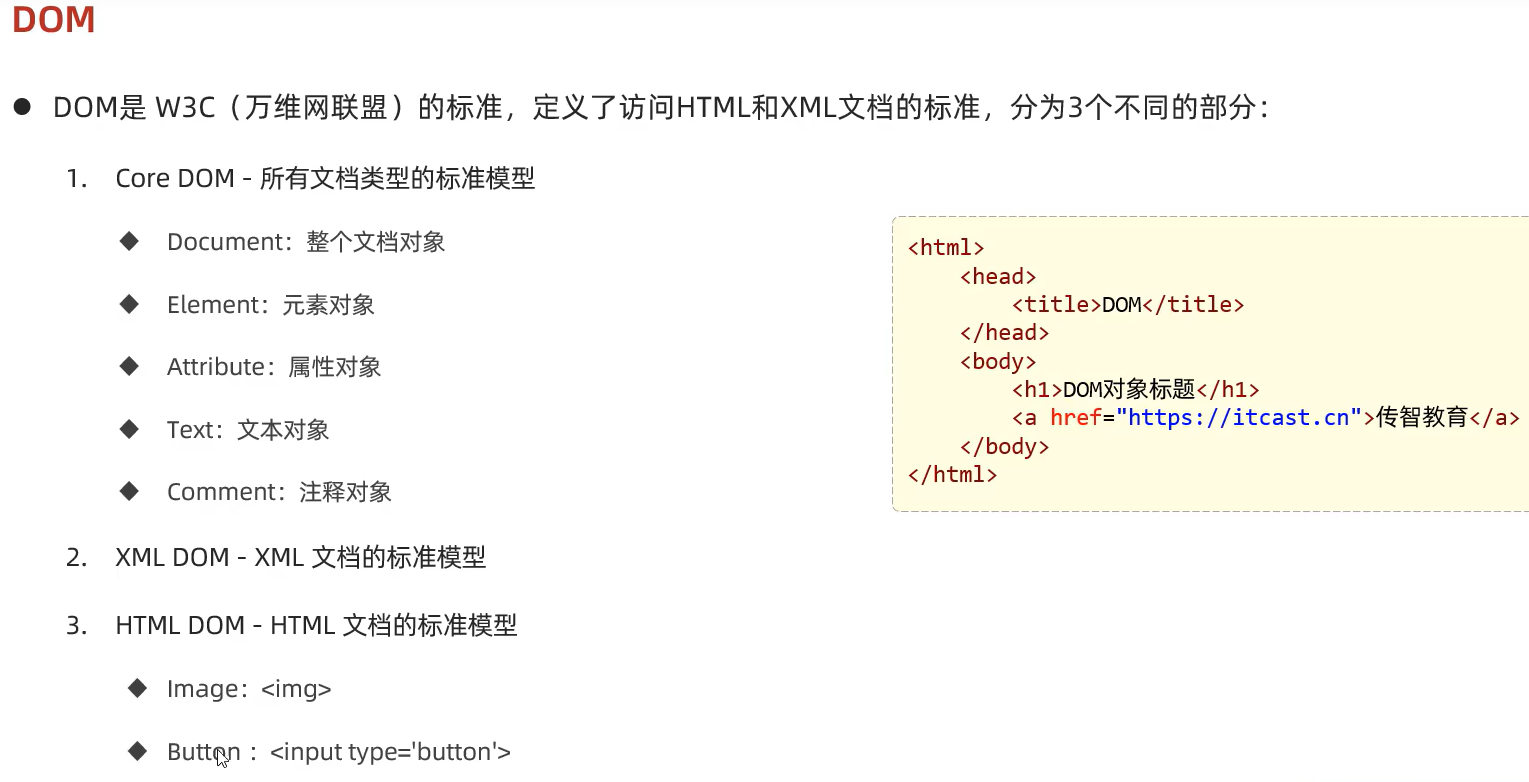 DOM
DOM是 W3C（万维网联盟）的标准，定义了访问HTML和XML文档的标准，分为3个不同的部分：
1. Core DOM - 所有文档类型的标准模型
Document：整个文档对象
Element：元素对象
Attribute：属性对象
Text：文本对象
Comment：注释对象
2. XML DOM - XML 文档的标准模型
3. HTML DOM - HTML 文档的标准模型
Image：<img>
Button ：<input type='button'>
<html>
<head>
<title>DOM</title>
</head>
<body>
<h1>DOM对象标题</h1>
<a href="https://itcast.cn">传智教育</a>
</body>
</html>